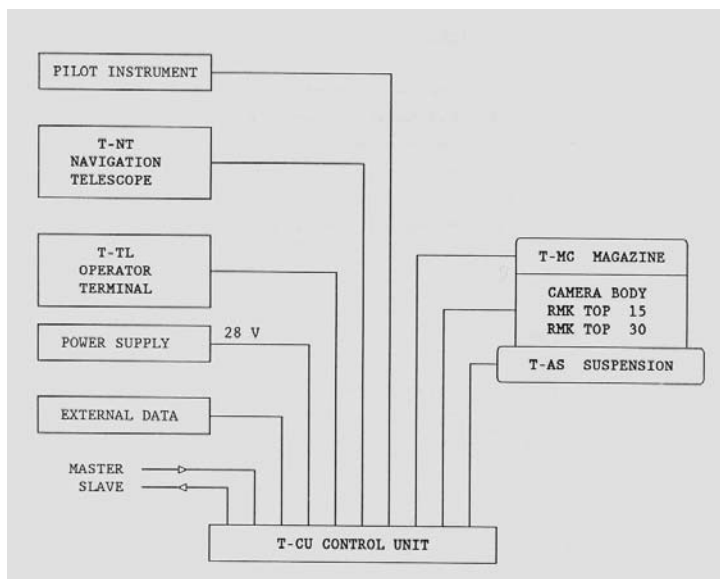 PILOT INSTRUMENT
T-NT
NAVIGATION
TELESCOPE
T-TL
OPERATOR
TERMINAL
POWER SUPPLY
28 V
EXTERNAL DATA
MASTER
SLAVE
T-MC MAGAZINE
CAMERA BODY
RMK TOP 15
RMK TOP 30
T-AS SUSPENSION
T-CU CONTROL UNIT